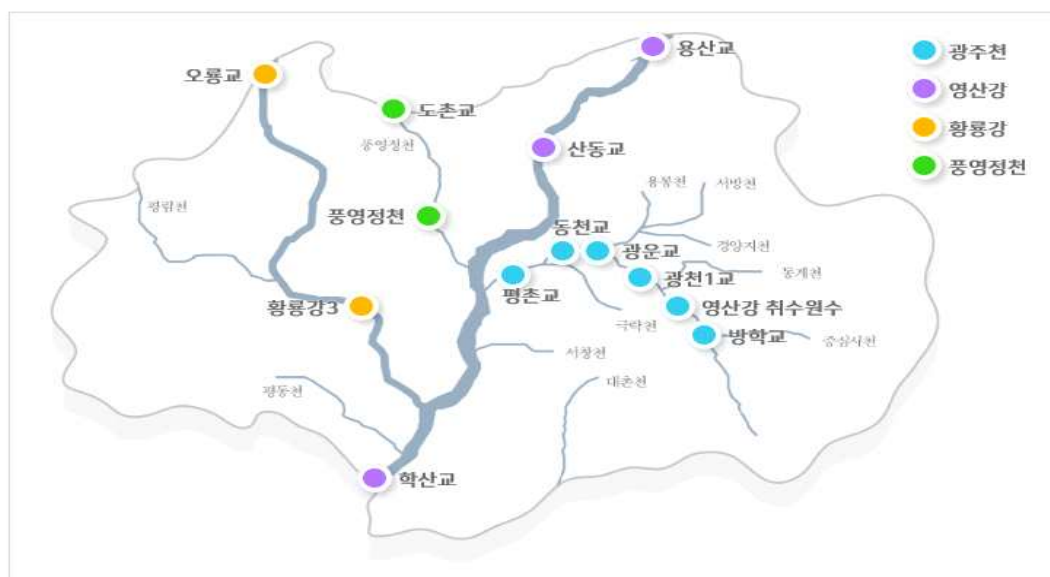 용산교
광주천
오룡교
영산강
도촌교
황룡강
풍영정천
산동교
풍영정천
용봉천
서방천
평림천
풍영정천
동천교
광운교
경양지천
광천1교
동계천
평촌교
황룡강3
영산강 취수원수
극락천
방학교
증심사천
서창천
평동천
대촌천
학산교